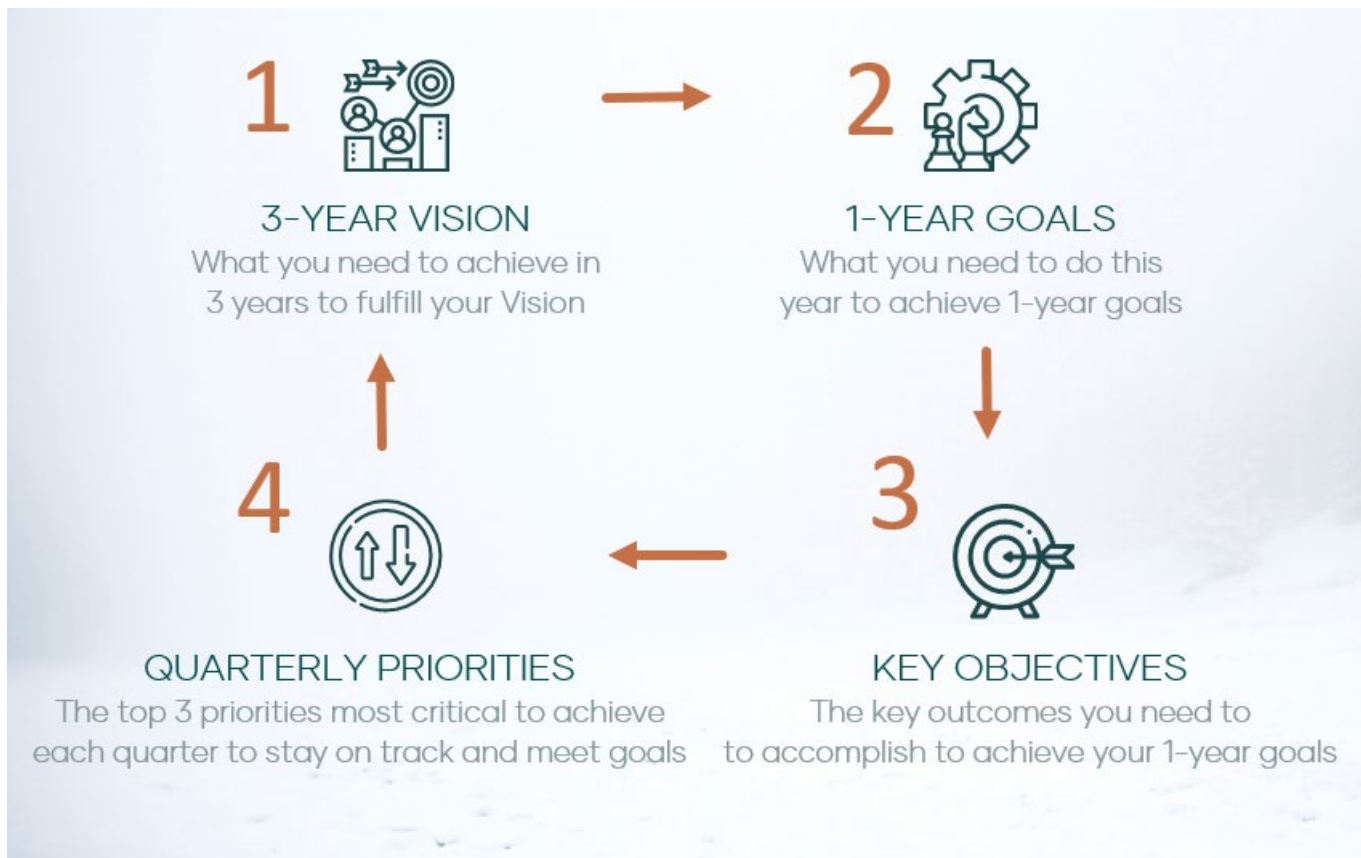 1
3-YEAR VISION
What you need to achieve in
3 years to fulfill your Vision
2
1-YEAR GOALS
What you need to do this
year to achieve 1-year goals
3
KEY OBJECTIVES
The key outcomes you need to
to accomplish to achieve your 1-year goals
4
QUARTERLY PRIORITIES
The top 3 priorities most critical to achieve
each quarter to stay on track and meet goals